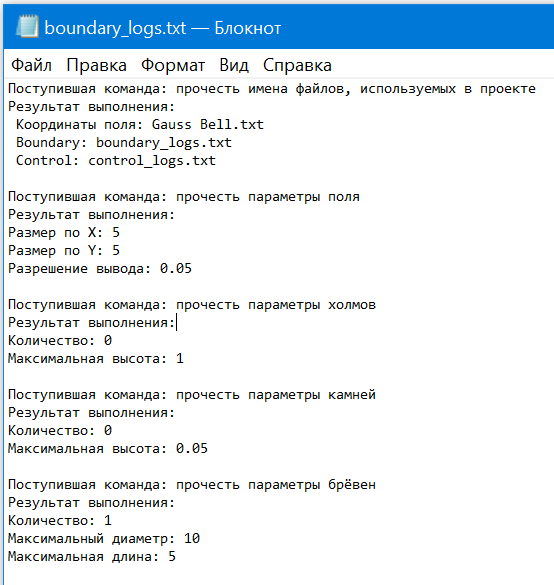 boundary_logs.txt — Блокнот
Файл Правка Формат Вид Справка
Поступившая команда: прочесть имена файлов, используемых в проекте
Результат выполнения:
Координаты поля: Gauss Bell.txt
Boundary: boundary_logs.txt
Control: control_logs.txt
Поступившая команда: прочесть параметры поля
Результат выполнения:
Размер по X: 5
Размер по Y: 5
Разрешение вывода: 0.05
Поступившая команда: прочесть параметры холмов
Результат выполнения:
Количество: 0
Максимальная высота: 1
Поступившая команда: прочесть параметры камней
Результат выполнения:
Количество: 0
Максимальная высота: 0.05
Поступившая команда: прочесть параметры брёвен
Результат выполнения:
Количество: 1
Максимальный диаметр: 10
Максимальная длина: 5